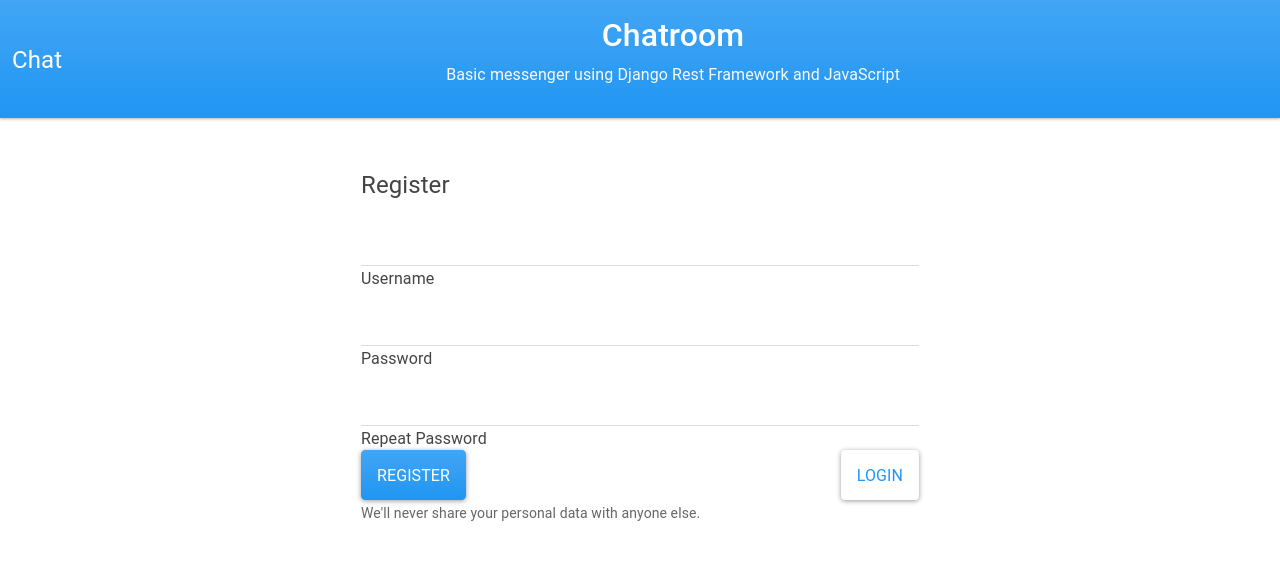 Chat
Chatroom
Basic messenger using Django Rest Framework and JavaScript
Register
Username
Password
Repeat Password
REGISTER
LOGIN
We'll never share your personal data with anyone else.